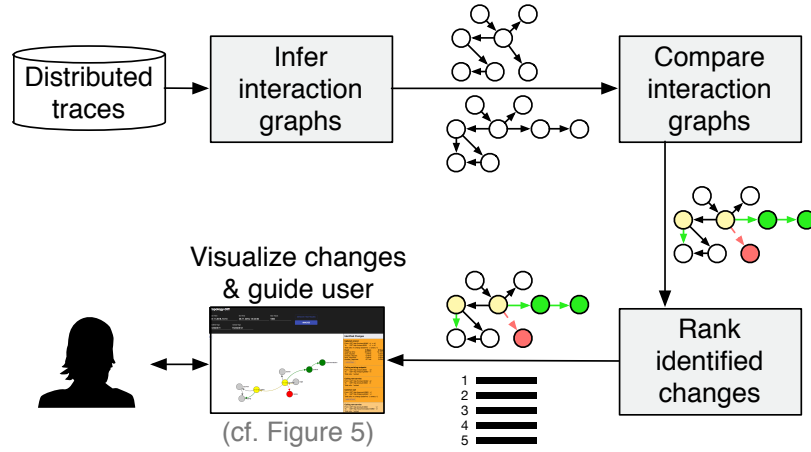 Distributed
traces
Infer
interaction
graphs
Compare
interaction
graphs
Visualize changes
& guide user
(cf. Figure 5)
1
2
3
4
5
Rank
identified
changes